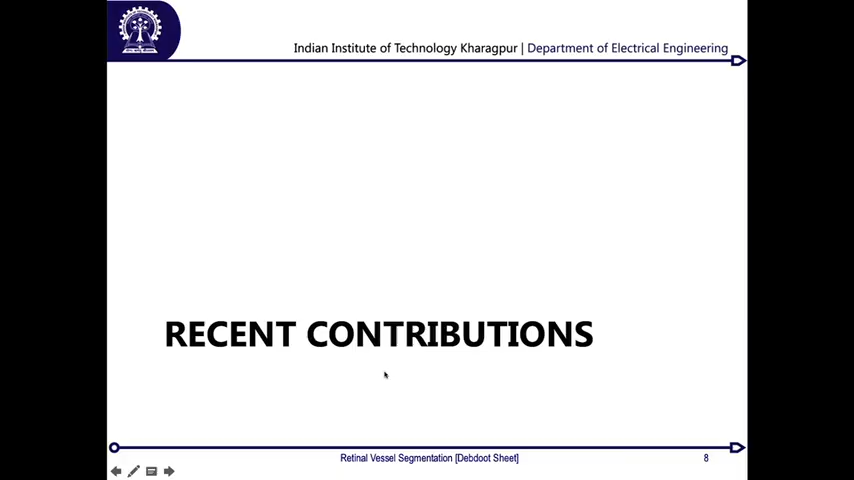 Indian Institute of Technology Kharagpur | Department of Electrical Engineering
RECENT CONTRIBUTIONS
Retinal Vessel Segmentation [Debdoot Sheet]
8